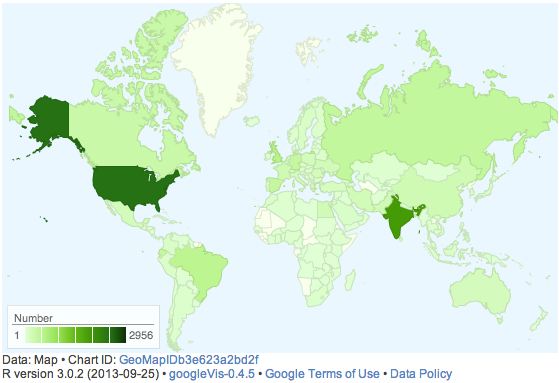 Number
1 2956
Data: Map • Chart ID: GeoMapIDb3e623a2bd2f
R version 3.0.2 (2013-09-25) • googleVis-0.4.5 • Google Terms of Use • Data Policy